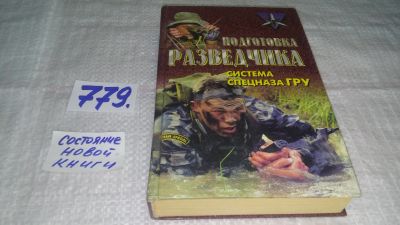 779.
СОСТОЯНИЕ
НОВОЙ
КНИГИ
ПОДГОТОВКА
РАЗВЕДЧИКА
СИСТЕМА
СПЕЦНАЗА ГРУ